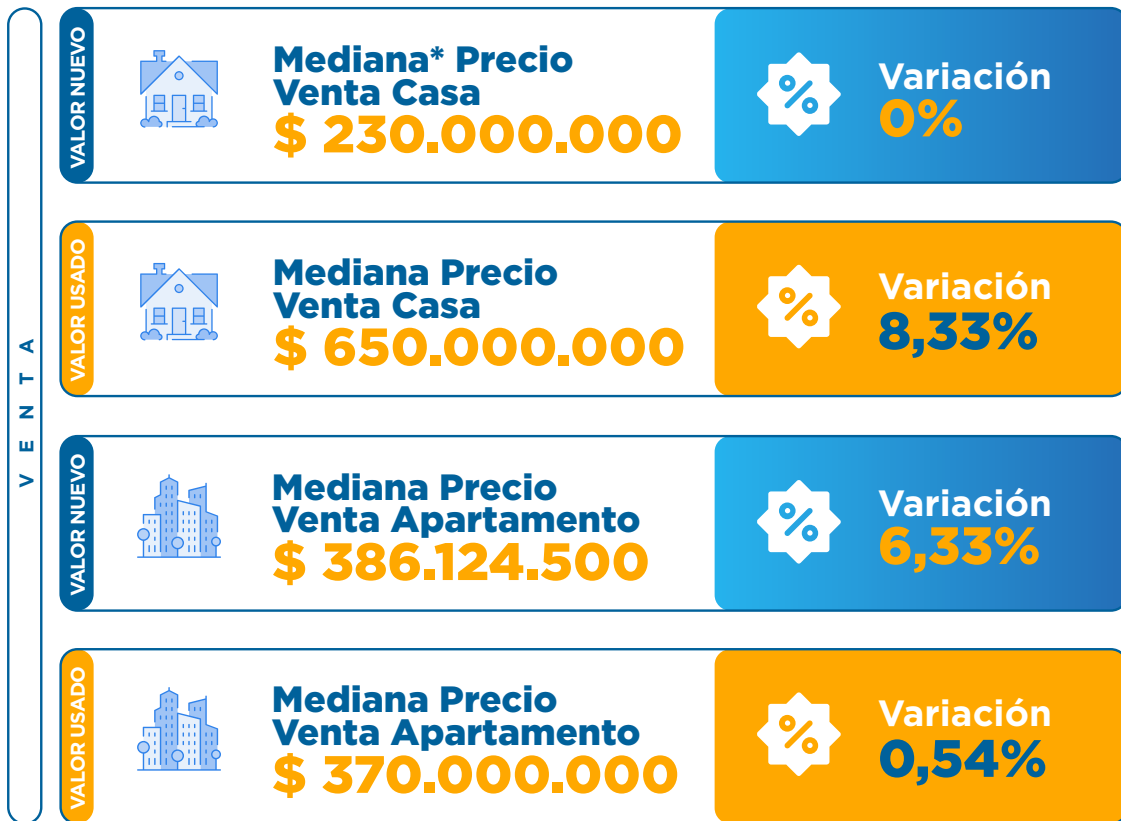 VENTA
VALOR NUEVO
Mediana* Precio
Venta Casa
$ 230.000.000
%
Variación
0%
VALOR USADO
Mediana Precio
Venta Casa
$ 650.000.000
%
Variación
8,33%
VALOR NUEVO
Mediana Precio
Venta Apartamento
$ 386.124.500
%
Variación
6,33%
VALOR USADO
Mediana Precio
Venta Apartamento
$ 370.000.000
%
Variación
0,54%